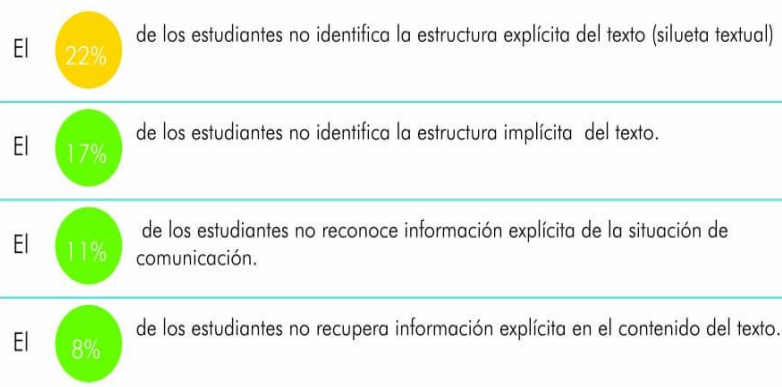 El 22% de los estudiantes no identifica la estructura explícita del texto (silueta textual)
El 17% de los estudiantes no identifica la estructura implícita del texto.
El 11% de los estudiantes no reconoce información explícita de la situación de
comunicación.
El 8% de los estudiantes no recupera información explícita en el contenido del texto.